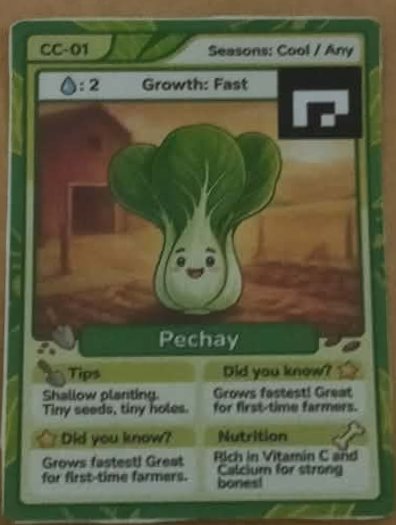 CC-01
Seasons: Cool / Any
: 2
Growth: Fast
Pechay
Tips
Shallow planting.
Tiny seeds, tiny holes.
Did you know?
Grows fastest! Great
for first-time farmers.
Did you know?
Grows fastest! Great
for first-time farmers.
Nutrition
Rich in Vitamin C and
Calcium for strong
bones!